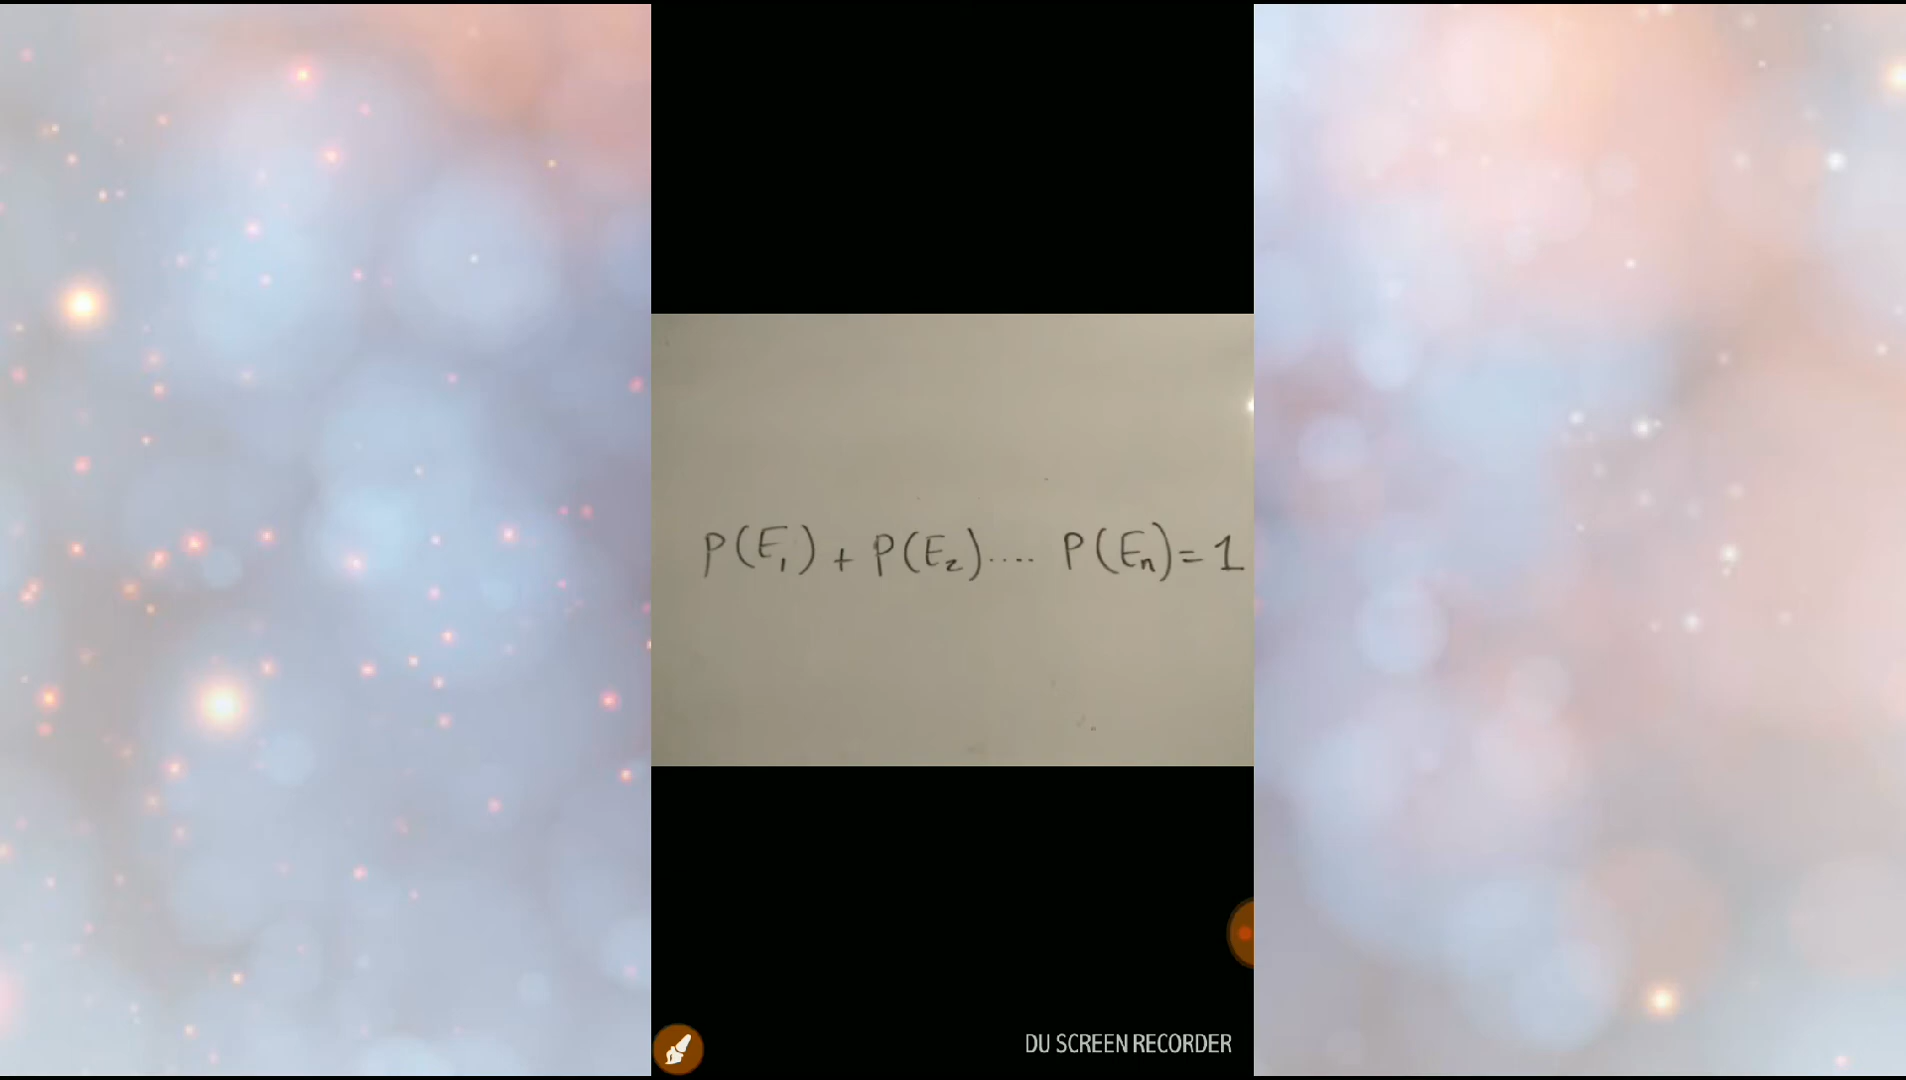 P(E₁) + P(E₂).... P(Eₙ) = 1
DU SCREEN RECORDER